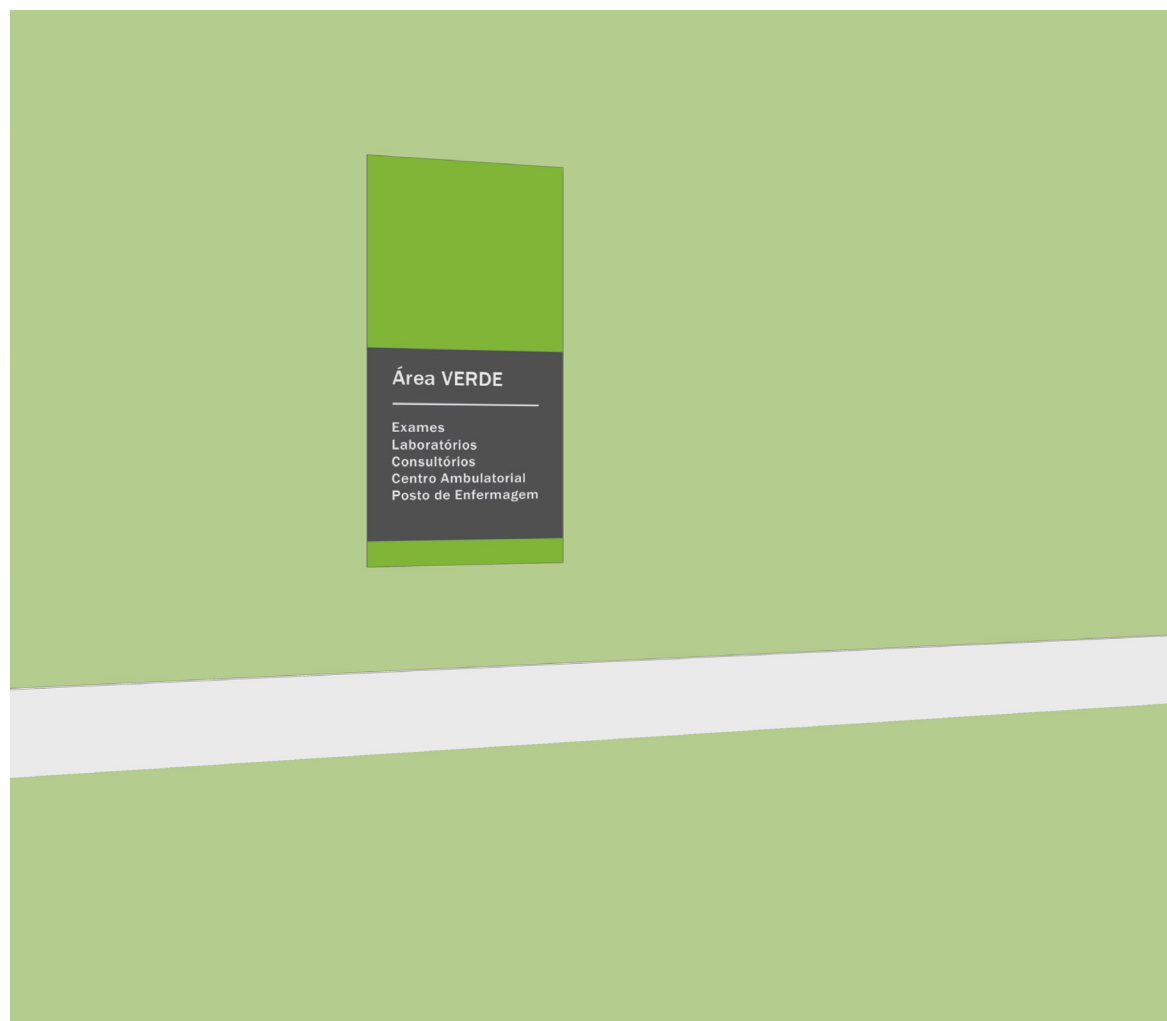 Área VERDE
Exames
Laboratórios
Consultórios
Centro Ambulatorial
Posto de Enfermagem